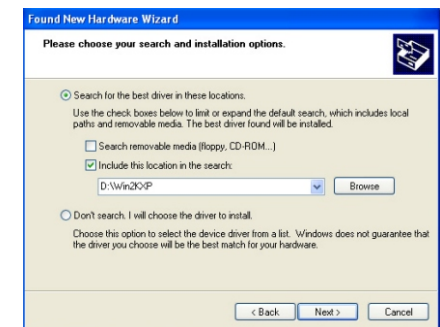 Found New Hardware Wizard
Please choose your search and installation options.
Search for the best driver in these locations.
Use the check boxes below to limit or expand the default search, which includes local
paths and removable media. The best driver found will be installed.
Search removable media (floppy, CD-ROM...)
Include this location in the search:
D:\Win2KXP
Browse
Don't search. I will choose the driver to install.
Choose this option to select the device driver from a list. Windows does not guarantee that
the driver you choose will be the best match for your hardware.
< Back
Next >
Cancel